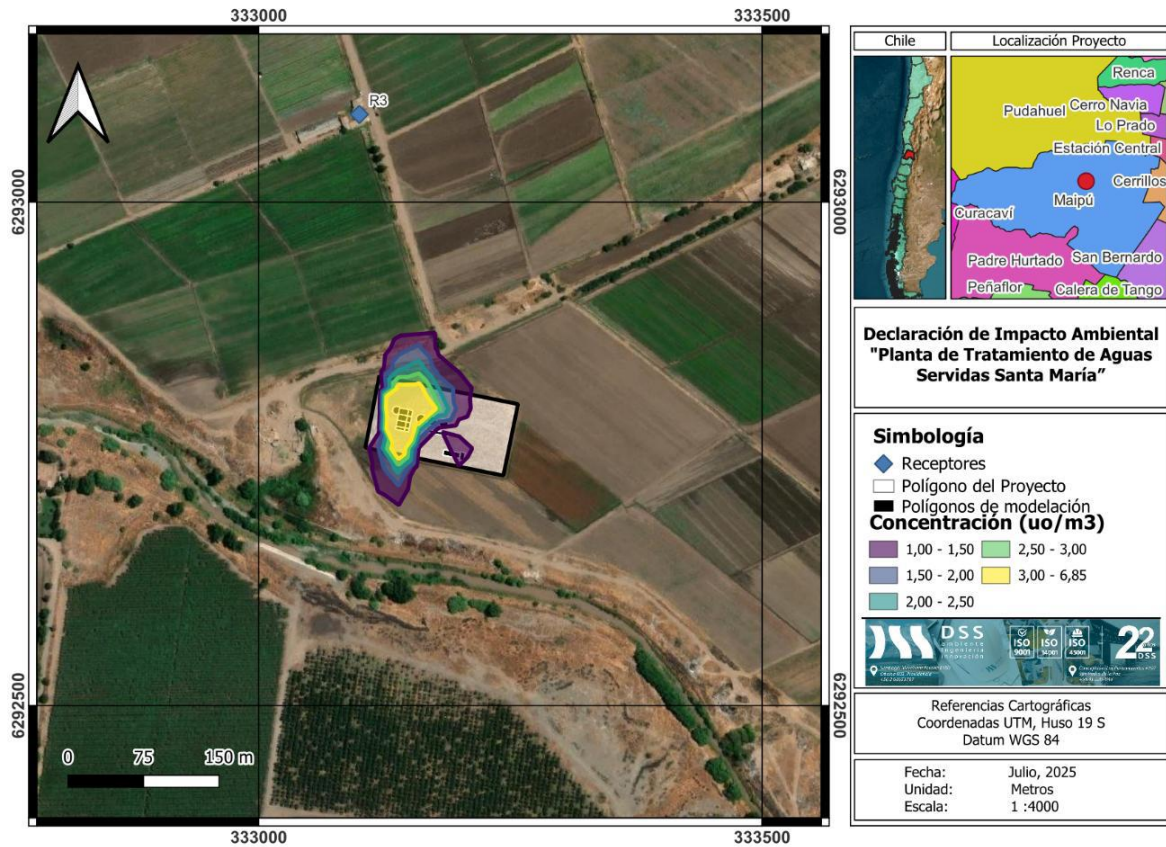 333000
333500
R3
6293000
6293000
6292500
6292500
0 75 150 m
333000
333500
Chile
Localización Proyecto
Renca
Pudahuel
Cerro Navia
Lo Prado
Estación Central
Cerrillos
Maipú
Curacaví
Padre Hurtado
San Bernardo
Peñaflor
Calera de Tango
Declaración de Impacto Ambiental
"Planta de Tratamiento de Aguas
Servidas Santa María”
Simbología
Receptores
Polígono del Proyecto
Polígonos de modelación
Concentración (uo/m3)
1,00 - 1,50
2,50 - 3,00
1,50 - 2,00
3,00 - 6,85
2,00 - 2,50
DSS
ambiente
ingeniería
innovación
ISO
9001
ISO
14001
ISO
45001
22
DSS
Referencias Cartográficas
Coordenadas UTM, Huso 19 S
Datum WGS 84
Fecha: Julio, 2025
Unidad: Metros
Escala: 1 :4000